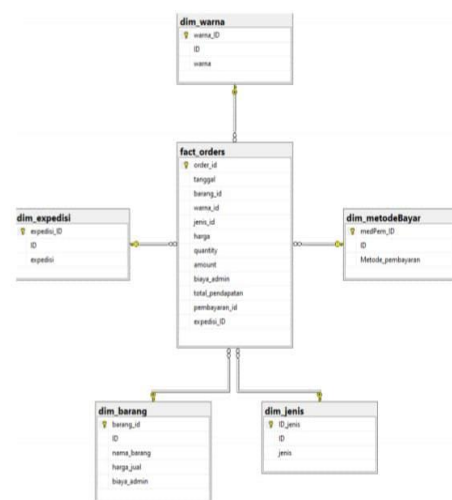 dim_warna
warna_ID
ID
warna
fact_orders
order_id
tanggal
barang_id
warna_id
jenis_id
harga
quantity
amount
biaya_admin
total_pendapatan
pembayaran_id
expedisi_ID
dim_expedisi
expedisi_ID
ID
expedisi
dim_metodeBayar
medPem_ID
ID
Metode_pembayaran
dim_barang
barang_id
ID
nama_barang
harga_jual
biaya_admin
dim_jenis
ID_jenis
ID
jenis